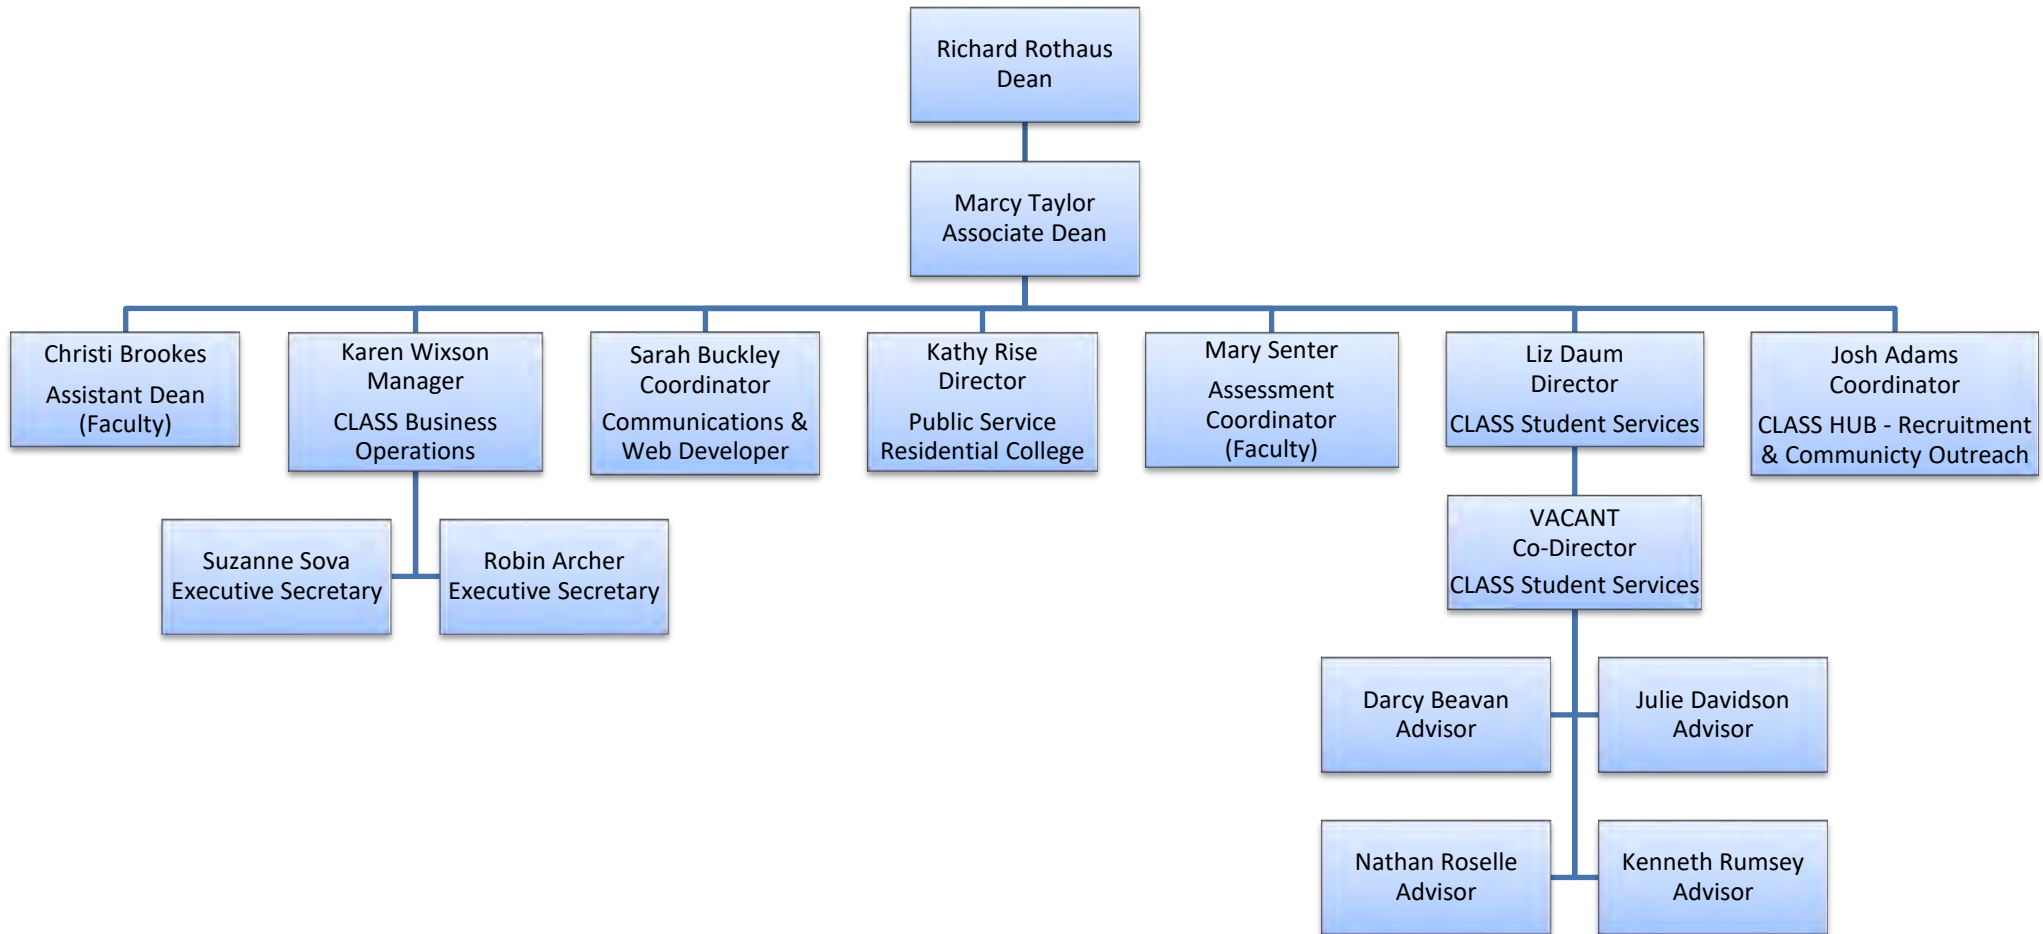 Richard Rothaus
Dean
Marcy Taylor
Associate Dean
Christi Brookes
Assistant Dean
(Faculty)
Karen Wixson
Manager
CLASS Business
Operations
Sarah Buckley
Coordinator
Communications &
Web Developer
Kathy Rise
Director
Public Service
Residential College
Mary Senter
Assessment
Coordinator
(Faculty)
Liz Daum
Director
CLASS Student Services
Josh Adams
Coordinator
CLASS HUB - Recruitment
& Communicty Outreach
Suzanne Sova
Executive Secretary
Robin Archer
Executive Secretary
VACANT
Co-Director
CLASS Student Services
Darcy Beavan
Advisor
Julie Davidson
Advisor
Nathan Roselle
Advisor
Kenneth Rumsey
Advisor